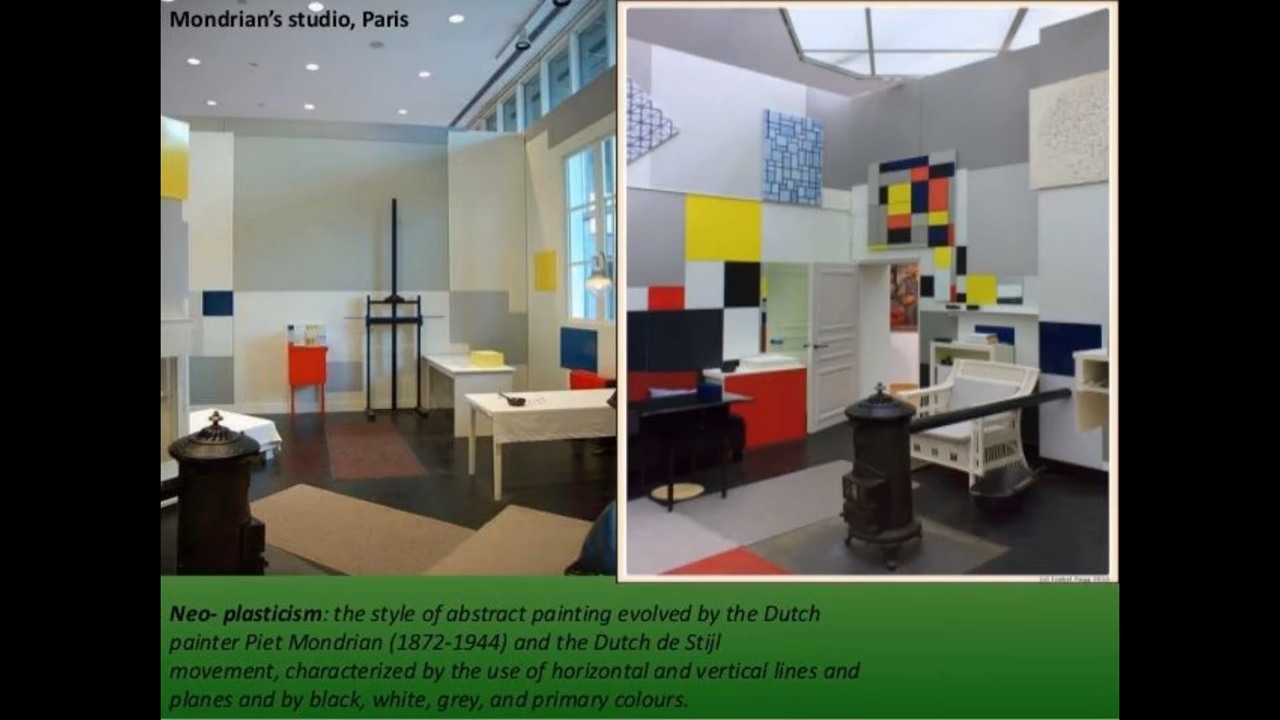 Mondrian's studio, Paris
Neo- plasticism: the style of abstract painting evolved by the Dutch
painter Piet Mondrian (1872-1944) and the Dutch de Stijl
movement, characterized by the use of horizontal and vertical lines and
planes and by black, white, grey, and primary colours.